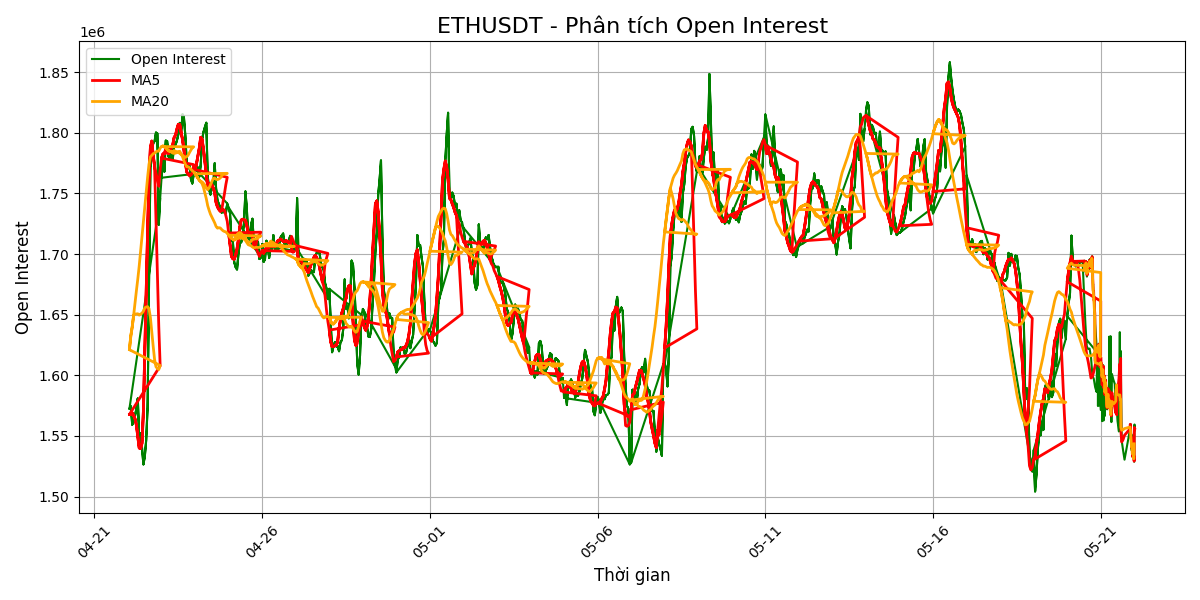 ETHUSDT - Phân tích Open Interest
1e6
Open Interest
MA5
MA20
1.85
1.80
1.75
1.70
1.65
1.60
1.55
1.50
Open Interest
04-21
04-26
05-01
05-06
05-11
05-16
05-21
Thời gian